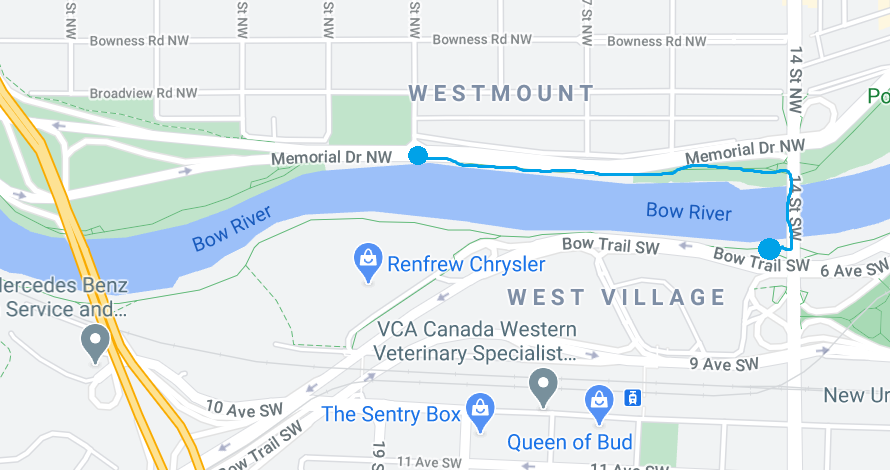 St NW
St NW
St NW
7 St NW
Bowness Rd NW
Bowness Rd NW
Bowness Rd NW
14 St NW
Broadview Rd NW
WESTMOUNT
Po
Memorial Dr NW
Memorial Dr NW
14 St SW
Bow River
Bow River
Bow Trail SW
Bow Trail SW
6 Ave SW
Renfrew Chrysler
Mercedes Benz
Service and...
WEST VILLAGE
VCA Canada Western
Veterinary Specialist...
9 Ave SW
10 Ave SW
The Sentry Box
New Ur
Queen of Bud
Bow Trail SW
19 S
11 Ave SW
11 Ave SW